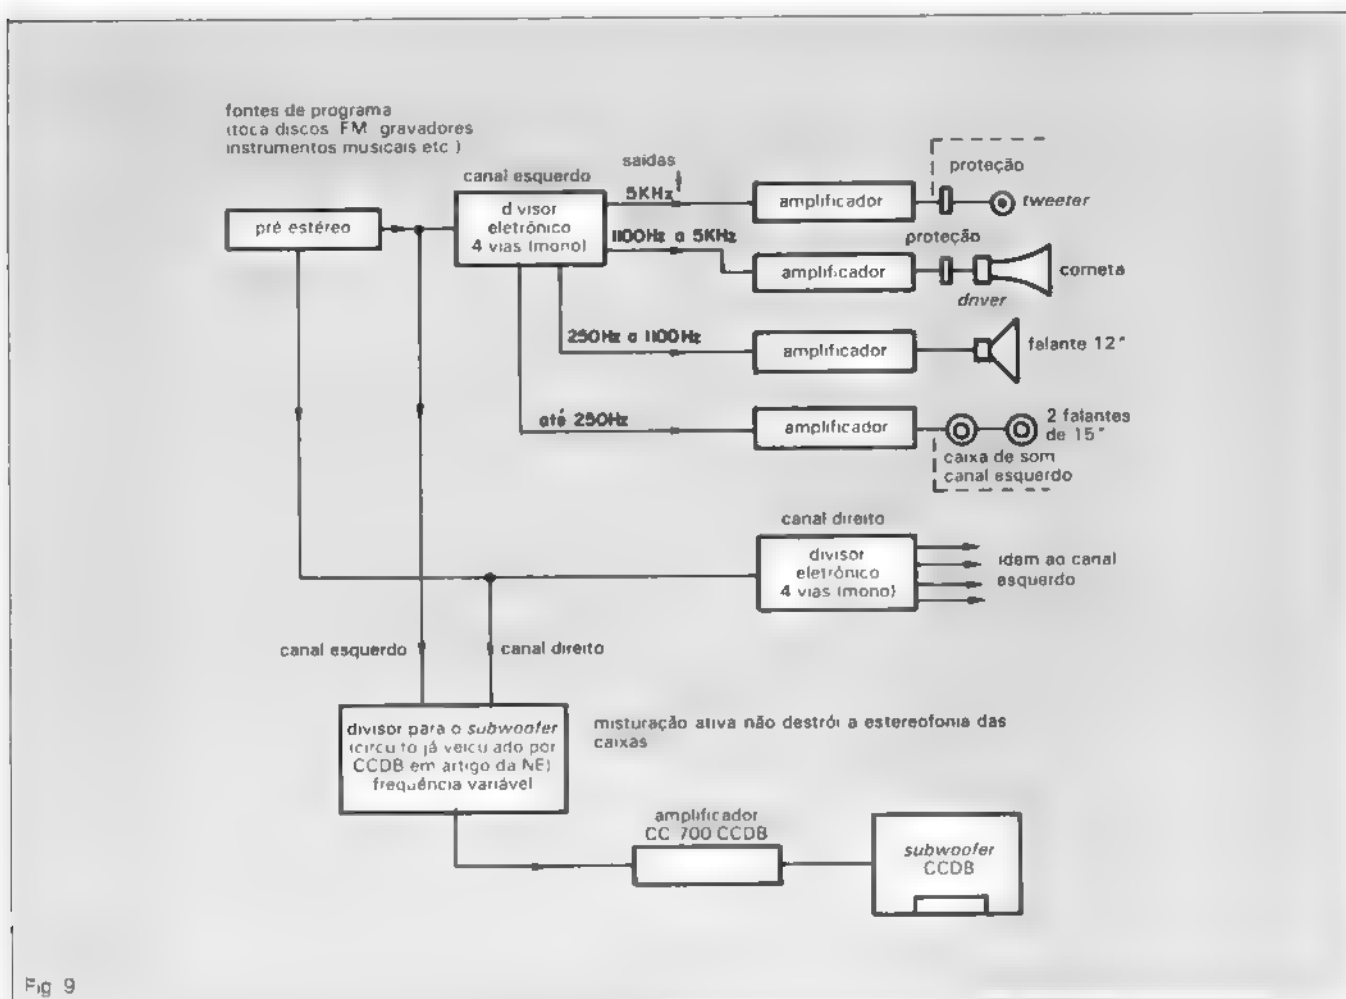 fontes de programa
(toca discos FM gravadores
instrumentos musicais etc )
pré estéreo
canal esquerdo
divisor
eletrônico
4 vias (mono)
saídas
5KHz
1100Hz a 5KHz
250Hz a 1100Hz
até 250Hz
amplificador
proteção
tweeter
amplificador
proteção
driver
corneta
amplificador
falante 12"
amplificador
2 falantes
de 15"
caixa de som
canal esquerdo
canal direito
divisor
eletrônico
4 vias (mono)
idem ao canal
esquerdo
canal esquerdo
canal direito
divisor para o subwoofer
(circuito já veiculado por
CCDB em artigo da NE)
frequência variável
misturação ativa não destrói a estereofonia das
caixas
amplificador
CC 700 CCDB
subwoofer
CCDB
Fig 9